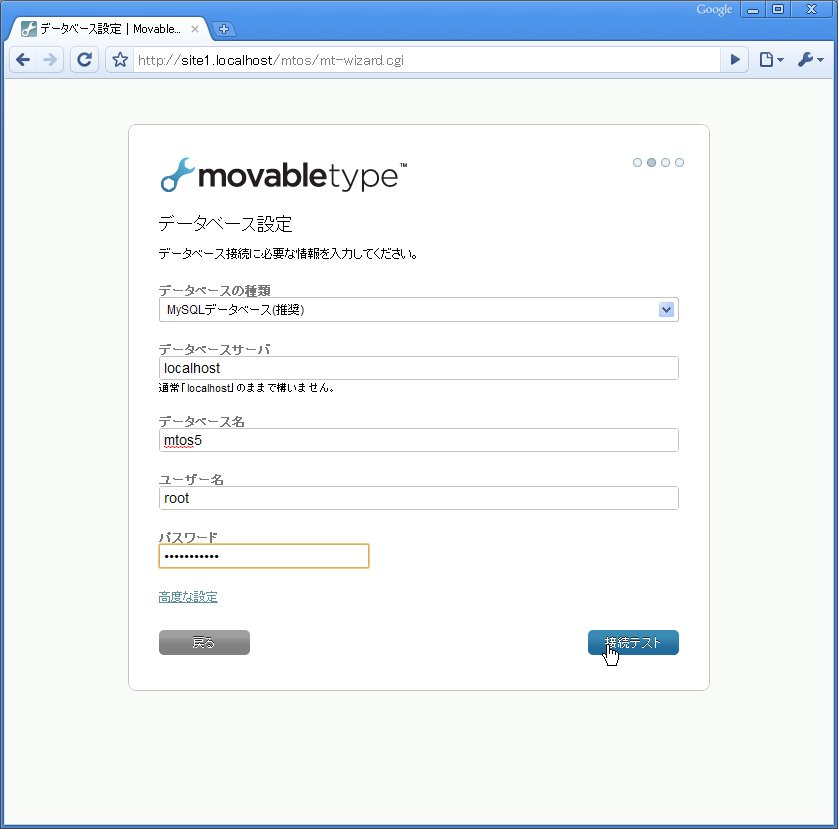 Google
データベース設定 | Movable...
http://site1.localhost/mtos/mt-wizard.cgi
movabletype™
データベース設定
データベース接続に必要な情報を入力してください。
データベースの種類
MySQLデータベース(推奨)
データベースサーバ
localhost
通常「localhost」のままで構いません。
データベース名
mtos5
ユーザー名
root
パスワード
•••••••••••
高度な設定
戻る
接続テスト